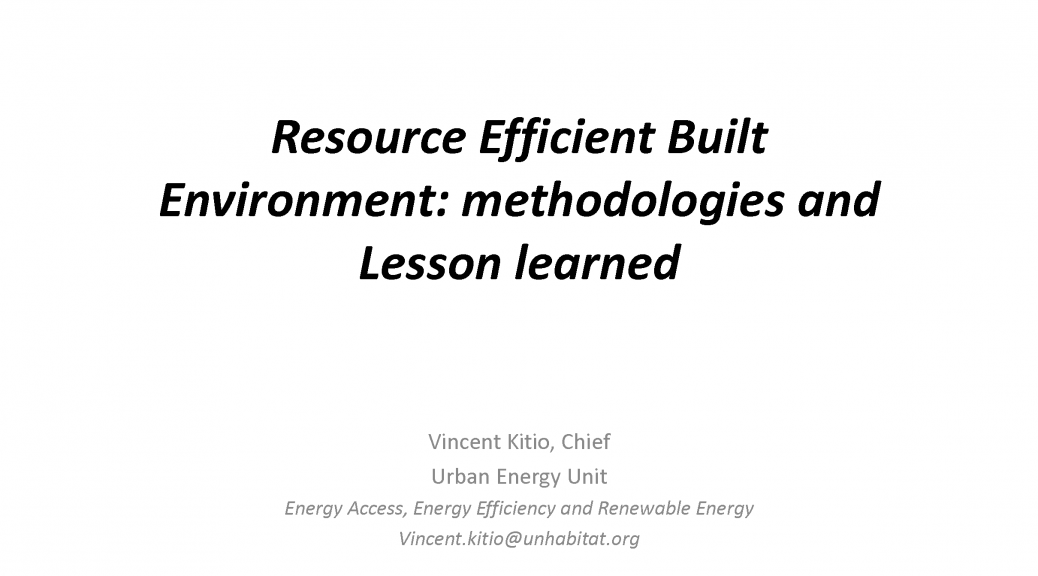 Resource Efficient Built
Environment: methodologies and
Lesson learned
Vincent Kitio, Chief
Urban Energy Unit
Energy Access, Energy Efficiency and Renewable Energy
Vincent.kitio@unhabitat.org